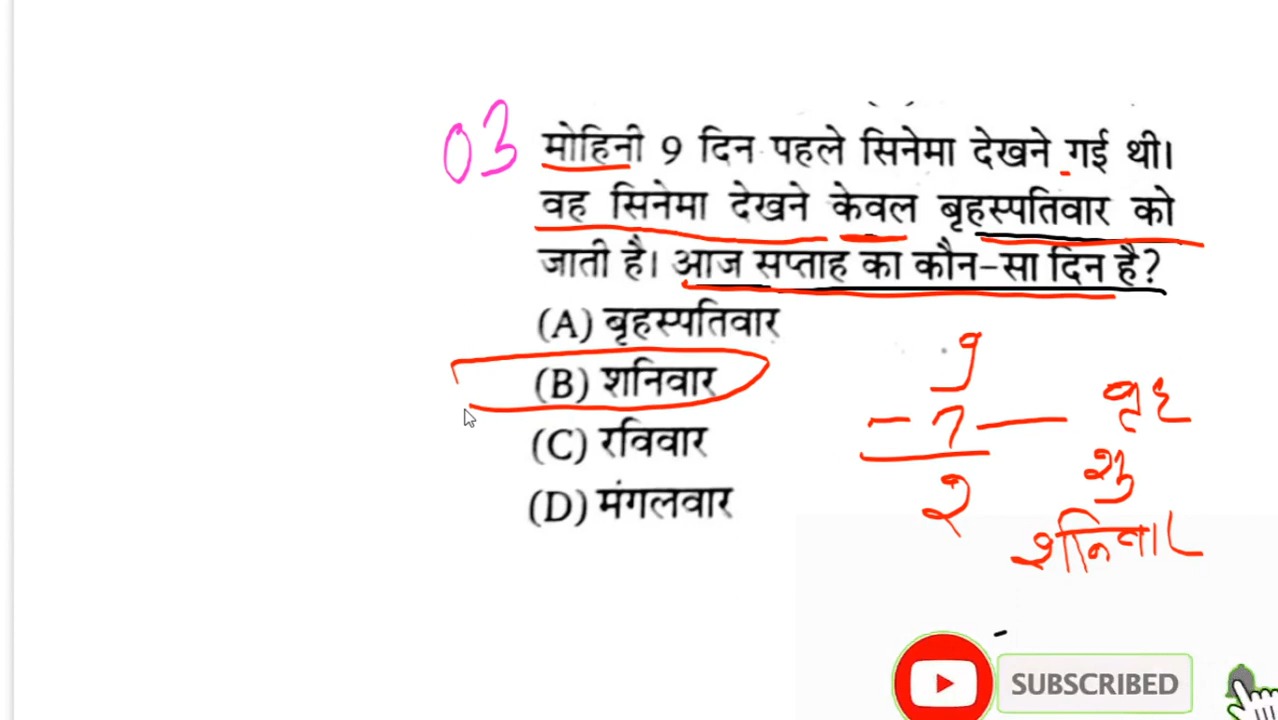 03
मोहिनी 9 दिन पहले सिनेमा देखने गई थी।
वह सिनेमा देखने केवल बृहस्पतिवार को
जाती है। आज सप्ताह का कौन-सा दिन है?
(A) बृहस्पतिवार
(B) शनिवार
(C) रविवार
(D) मंगलवार
9
- 7 — बृह
2
शु
शनिवार
SUBSCRIBED